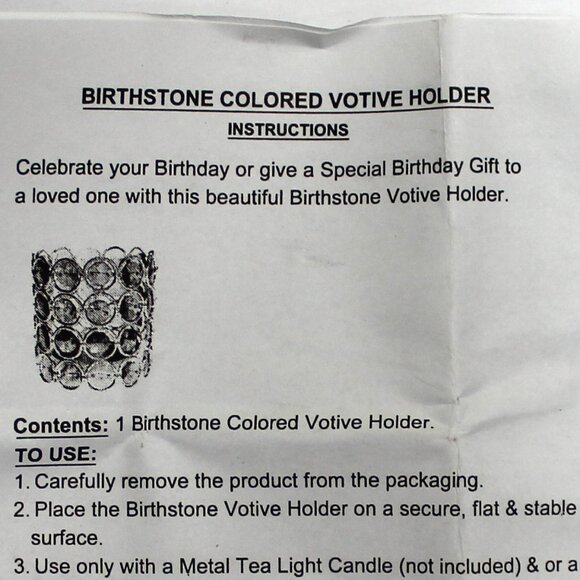 BIRTHSTONE COLORED VOTIVE HOLDER
INSTRUCTIONS
Celebrate your Birthday or give a Special Birthday Gift to
a loved one with this beautiful Birthstone Votive Holder.
Contents: 1 Birthstone Colored Votive Holder.
TO USE:
1. Carefully remove the product from the packaging.
2. Place the Birthstone Votive Holder on a secure, flat & stable
surface.
3. Use only with a Metal Tea Light Candle (not included) & or a